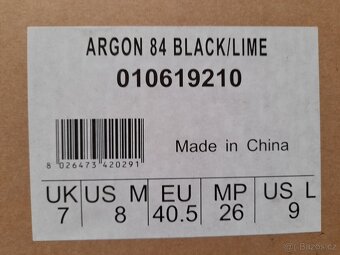 ARGON 84 BLACK/LIME
010619210
8 026473 420291
Made in China
UK US M EU MP US L
7 8 40.5 26 9